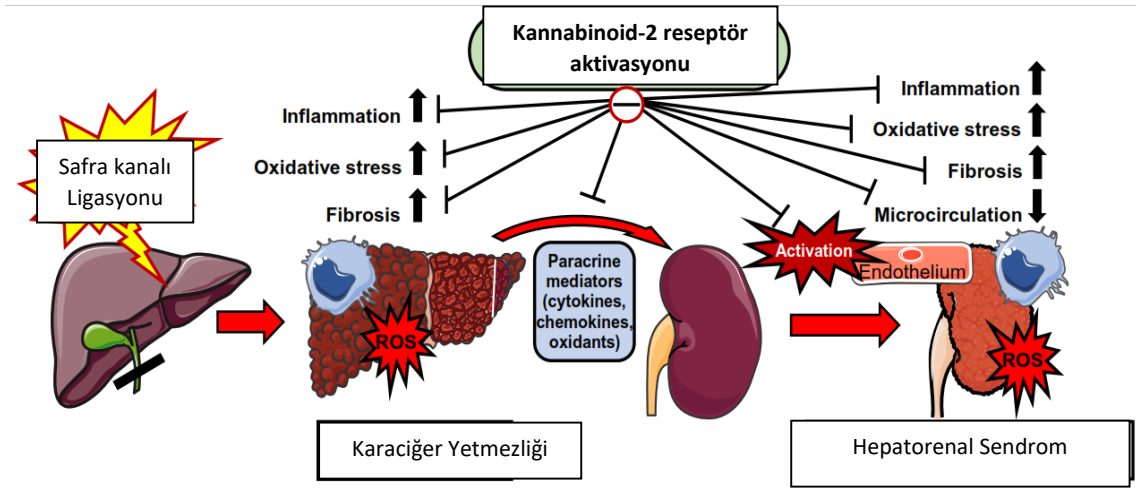 Kannabinoid-2 reseptör
aktivasyonu
Safra kanalı
Ligasyonu
Inflammation
Oxidative stress
Fibrosis
Inflammation
Oxidative stress
Fibrosis
Microcirculation
Activation
Endothelium
Paracrine
mediators
(cytokines,
chemokines,
oxidants)
ROS
ROS
Karaciğer Yetmezliği
Hepatorenal Sendrom